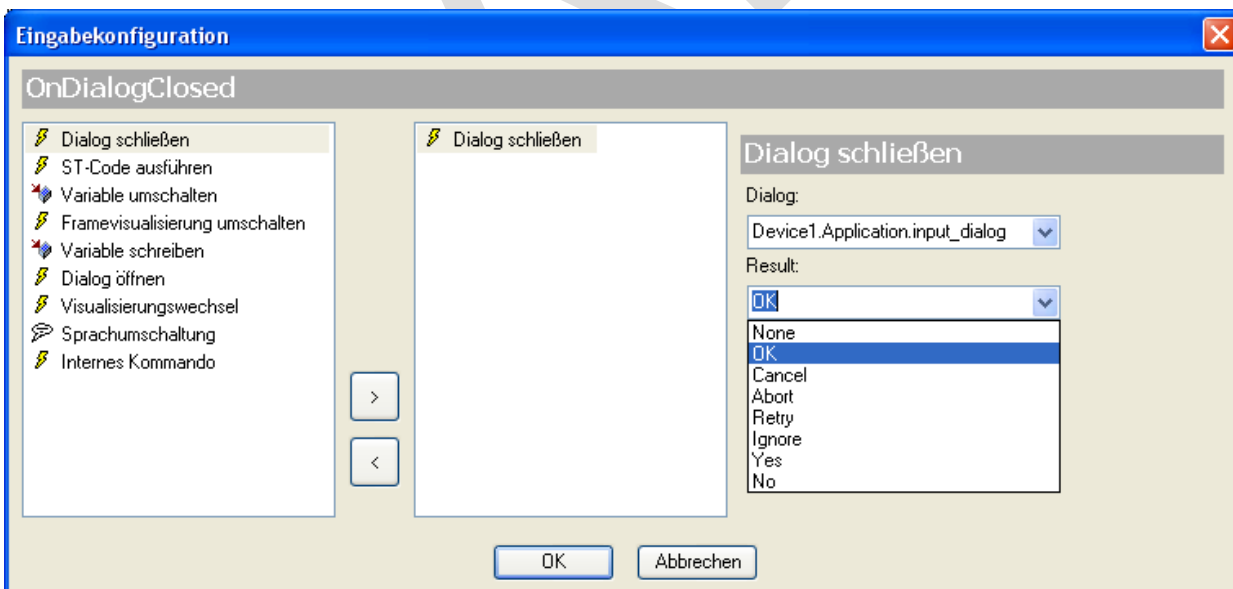 Eingabekonfiguration
OnDialogClosed
Dialog schließen
ST-Code ausführen
Variable umschalten
Framevisualisierung umschalten
Variable schreiben
Dialog öffnen
Visualisierungswechsel
Sprachumschaltung
Internes Kommando
>
<
Dialog schließen
Dialog schließen
Dialog:
Device1.Application.input_dialog
Result:
OK
None
OK
Cancel
Abort
Retry
Ignore
Yes
No
OK
Abbrechen